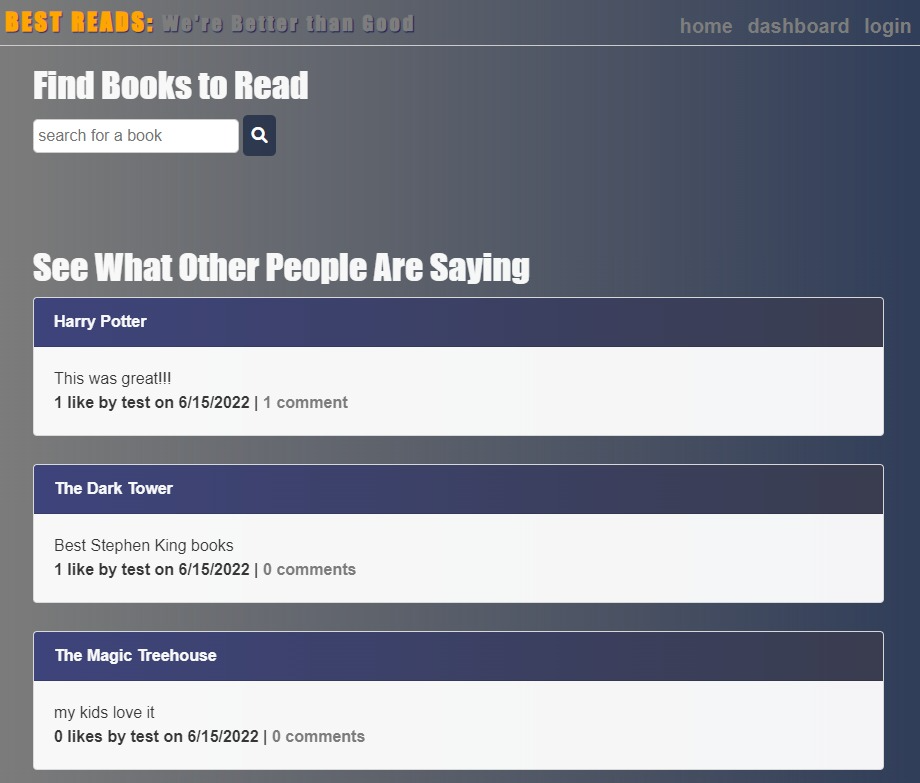 BEST READS: We're Better than Good
home dashboard login
Find Books to Read
search for a book
See What Other People Are Saying
Harry Potter
This was great!!!
1 like by test on 6/15/2022 | 1 comment
The Dark Tower
Best Stephen King books
1 like by test on 6/15/2022 | 0 comments
The Magic Treehouse
my kids love it
0 likes by test on 6/15/2022 | 0 comments